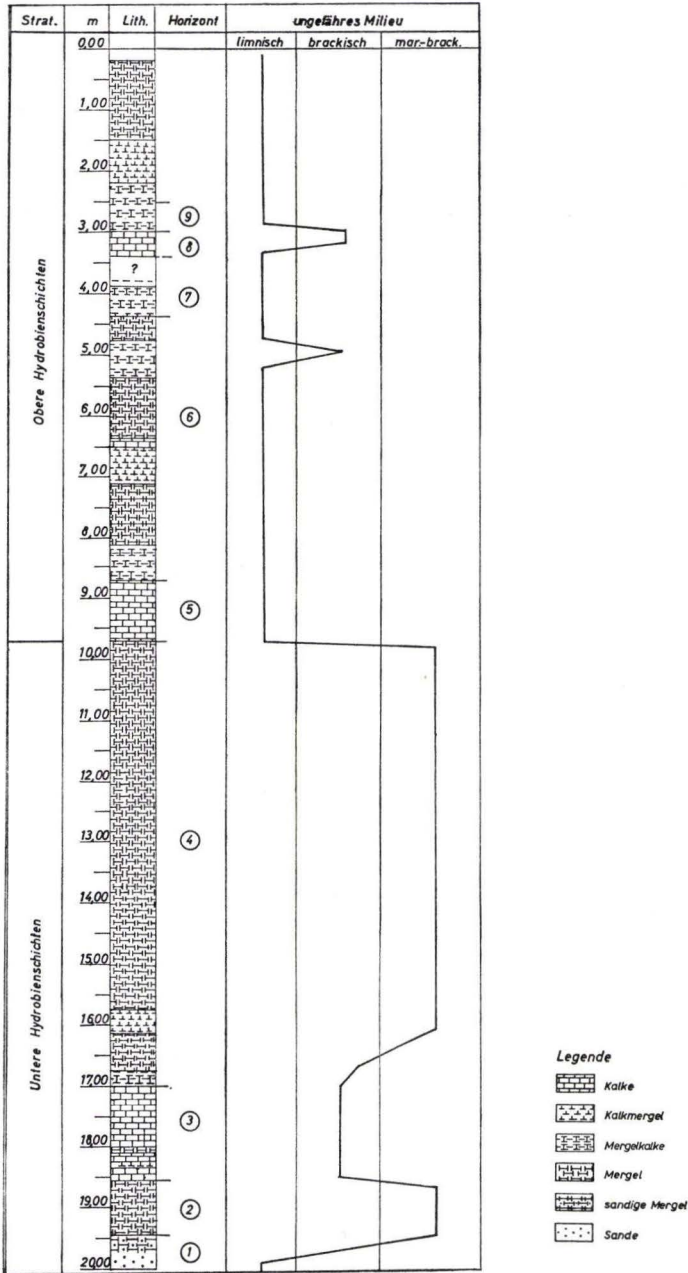 Strat. m Lith. Horizont ungefähres Milieu
limnisch brackisch mar.-brack.
0,00
1,00
2,00
9
3,00
8
?
4,00
7
5,00
Obere Hydrobienschichten
6,00
6
7,00
8,00
9,00
5
10,00
11,00
12,00
13,00
4
14,00
15,00
Untere Hydrobienschichten
16,00
17,00
3
18,00
19,00
2
1
20,00
Legende
Kalke
Kalkmergel
Mergelkalke
Mergel
sandige Mergel
Sande